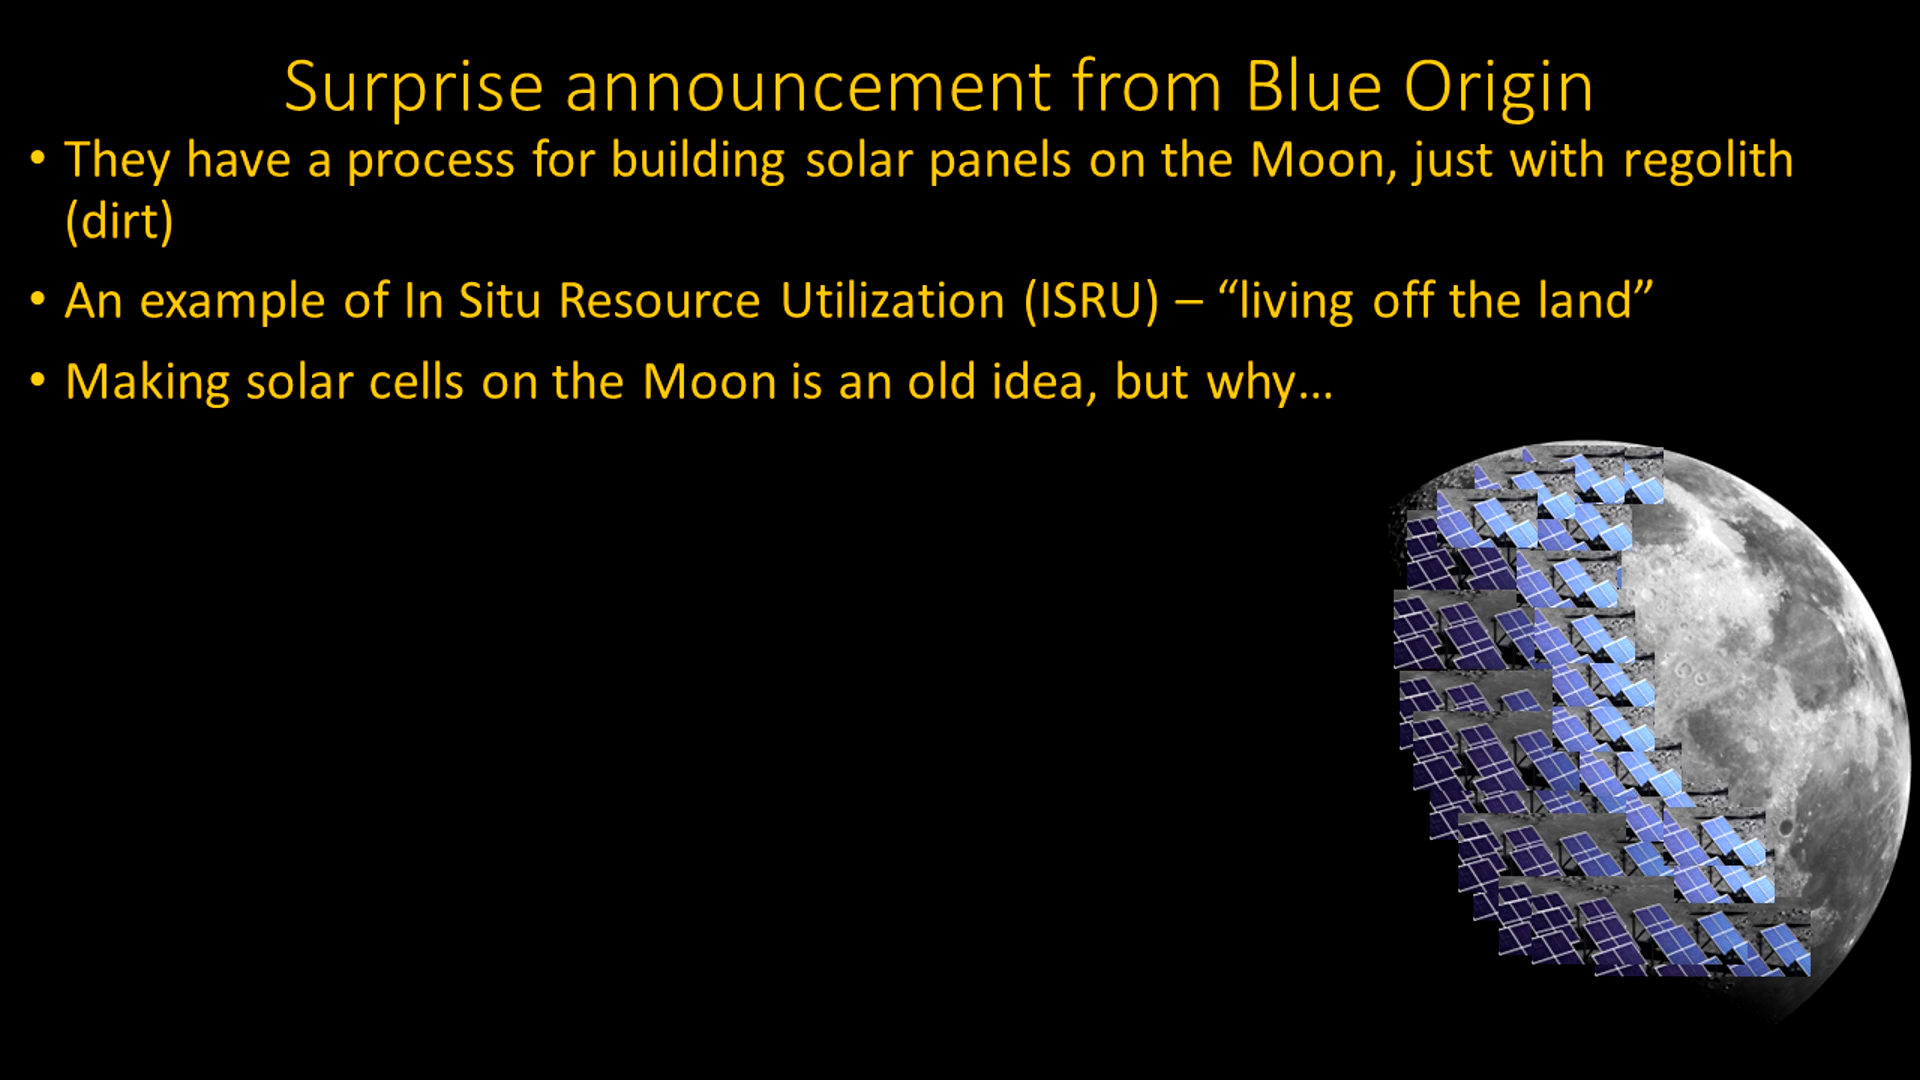 Surprise announcement from Blue Origin
• They have a process for building solar panels on the Moon, just with regolith
(dirt)
• An example of In Situ Resource Utilization (ISRU) – “living off the land”
• Making solar cells on the Moon is an old idea, but why…